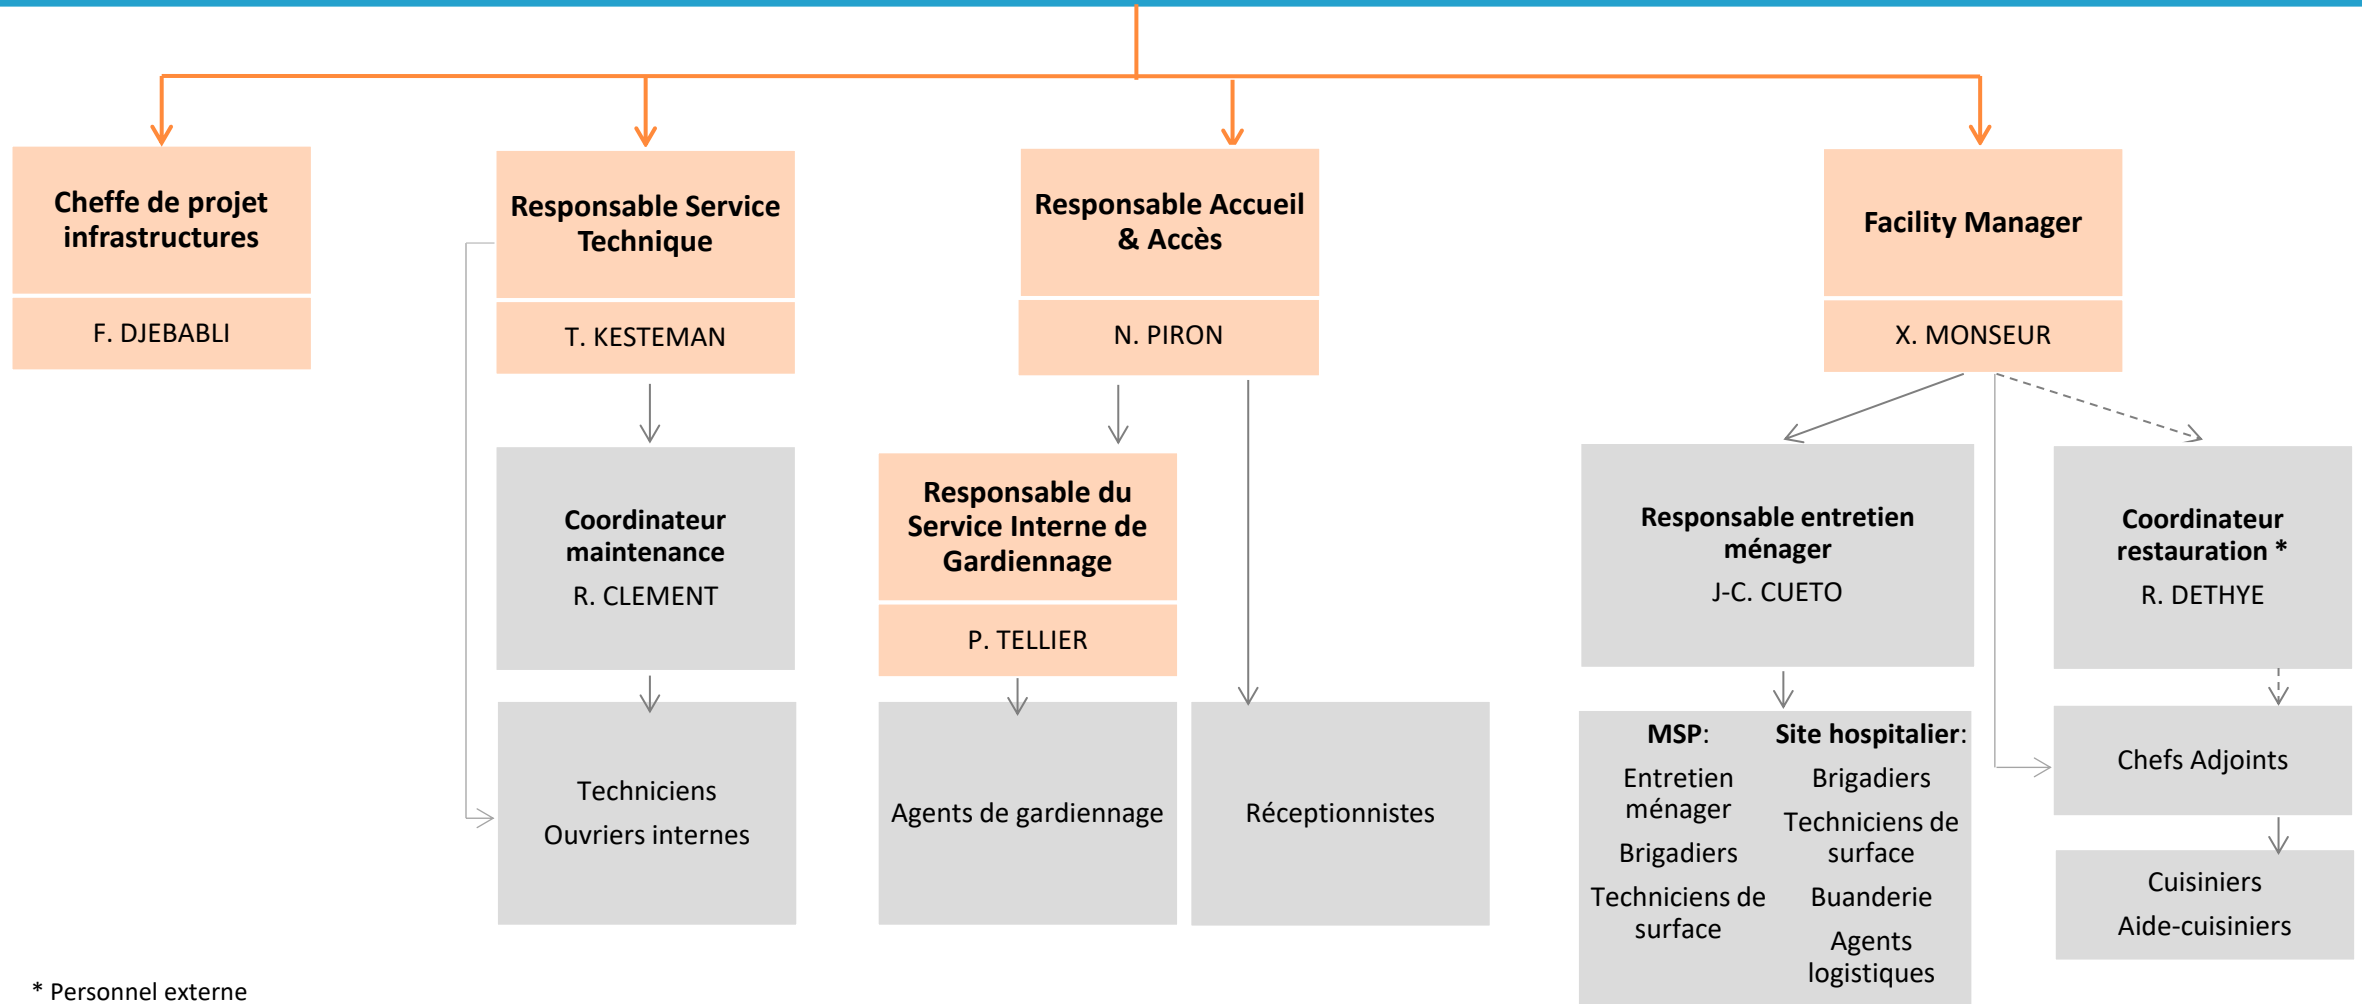 Cheffe de projet
infrastructures
F. DJEBABLI
Responsable Service
Technique
T. KESTEMAN
Coordinateur
maintenance
R. CLEMENT
Techniciens
Ouvriers internes
Responsable Accueil
& Accès
N. PIRON
Responsable du
Service Interne de
Gardiennage
P. TELLIER
Agents de gardiennage
Réceptionnistes
Facility Manager
X. MONSEUR
Responsable entretien
ménager
J-C. CUETO
MSP:
Entretien
ménager
Brigadiers
Techniciens de
surface
Site hospitalier:
Brigadiers
Techniciens de
surface
Buanderie
Agents
logistiques
Coordinateur
restauration *
R. DETHYE
Chefs Adjoints
Cuisiniers
Aide-cuisiniers
* Personnel externe